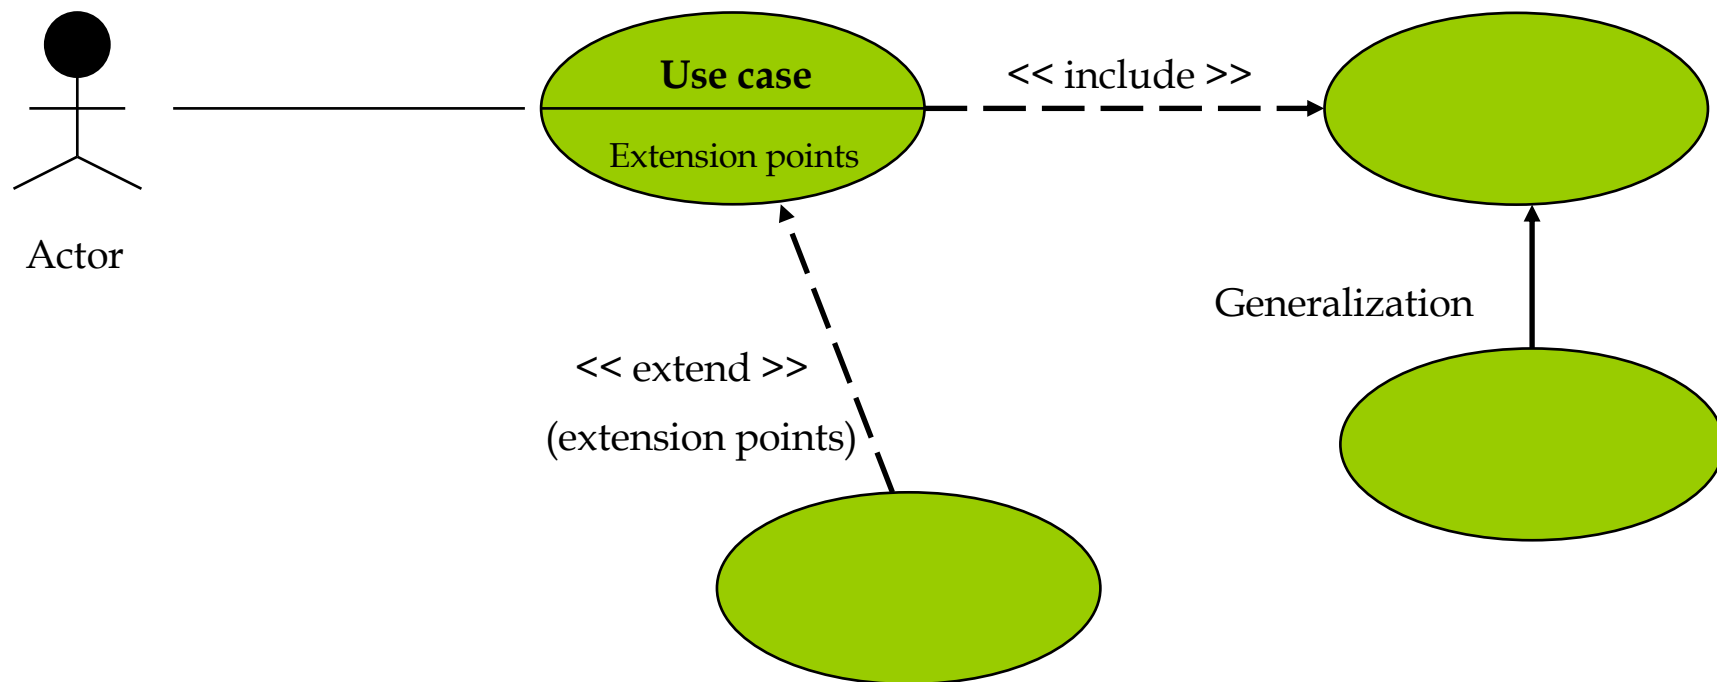 Use case
<< include >>
Extension points
Actor
Generalization
<< extend >>
(extension points)